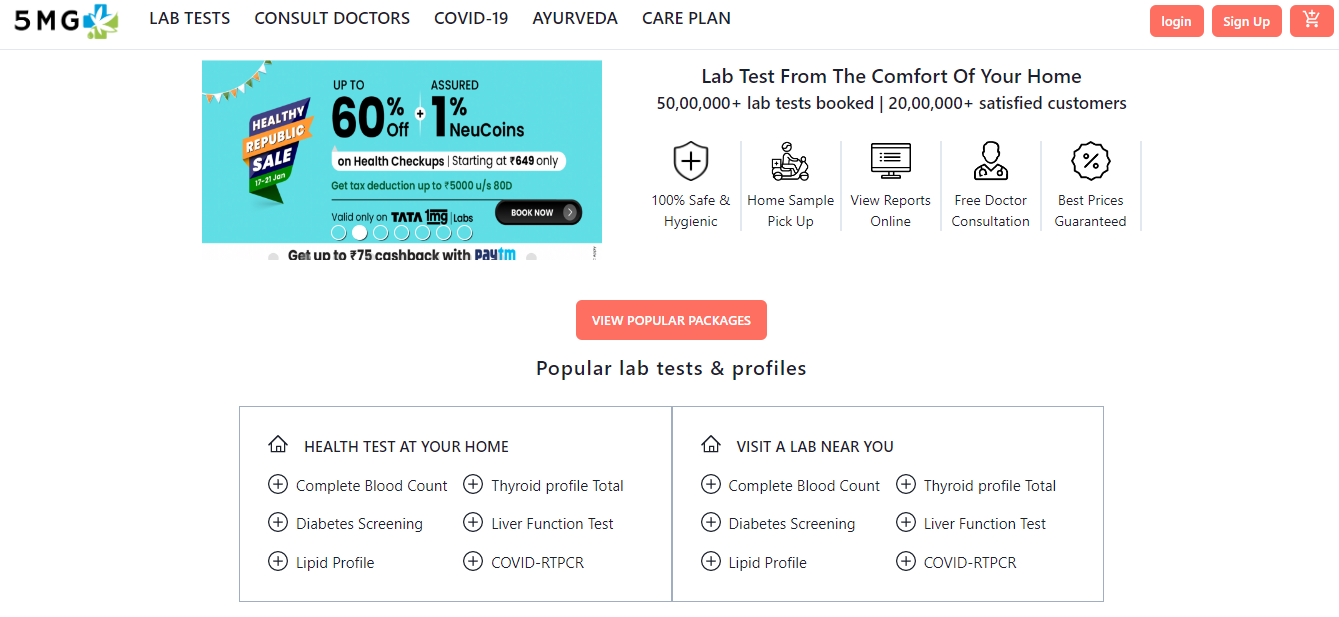 5MG
LAB TESTS CONSULT DOCTORS COVID-19 AYURVEDA CARE PLAN
login Sign Up
HEALTHY
REPUBLIC
SALE
17-21 Jan
UP TO
60% Off
+
ASSURED
1% NeuCoins
on Health Checkups | Starting at ₹649 only
Get tax deduction up to ₹5000 u/s 80D
Valid only on TATA 1mg Labs
BOOK NOW
Get up to ₹75 cashback with paytm
Lab Test From The Comfort Of Your Home
50,00,000+ lab tests booked | 20,00,000+ satisfied customers
100% Safe &
Hygienic
Home Sample
Pick Up
View Reports
Online
Free Doctor
Consultation
Best Prices
Guaranteed
VIEW POPULAR PACKAGES
Popular lab tests & profiles
HEALTH TEST AT YOUR HOME
Complete Blood Count Thyroid profile Total
Diabetes Screening Liver Function Test
Lipid Profile COVID-RTPCR
VISIT A LAB NEAR YOU
Complete Blood Count Thyroid profile Total
Diabetes Screening Liver Function Test
Lipid Profile COVID-RTPCR